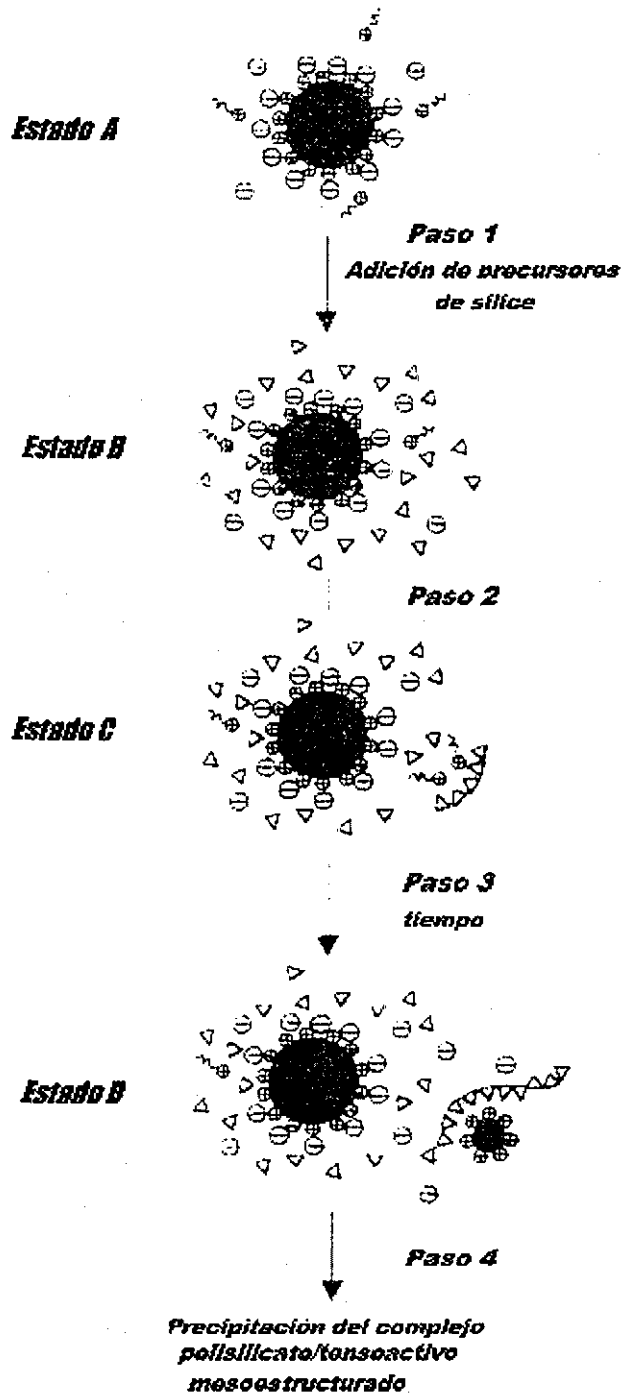 Estado A
Paso 1
Adición de precursores
de sílice
Estado B
Paso 2
Estado C
Paso 3
tiempo
Estado D
Paso 4
Precipitación del complejo
polisilicato/tensoactivo
mesoestructurado